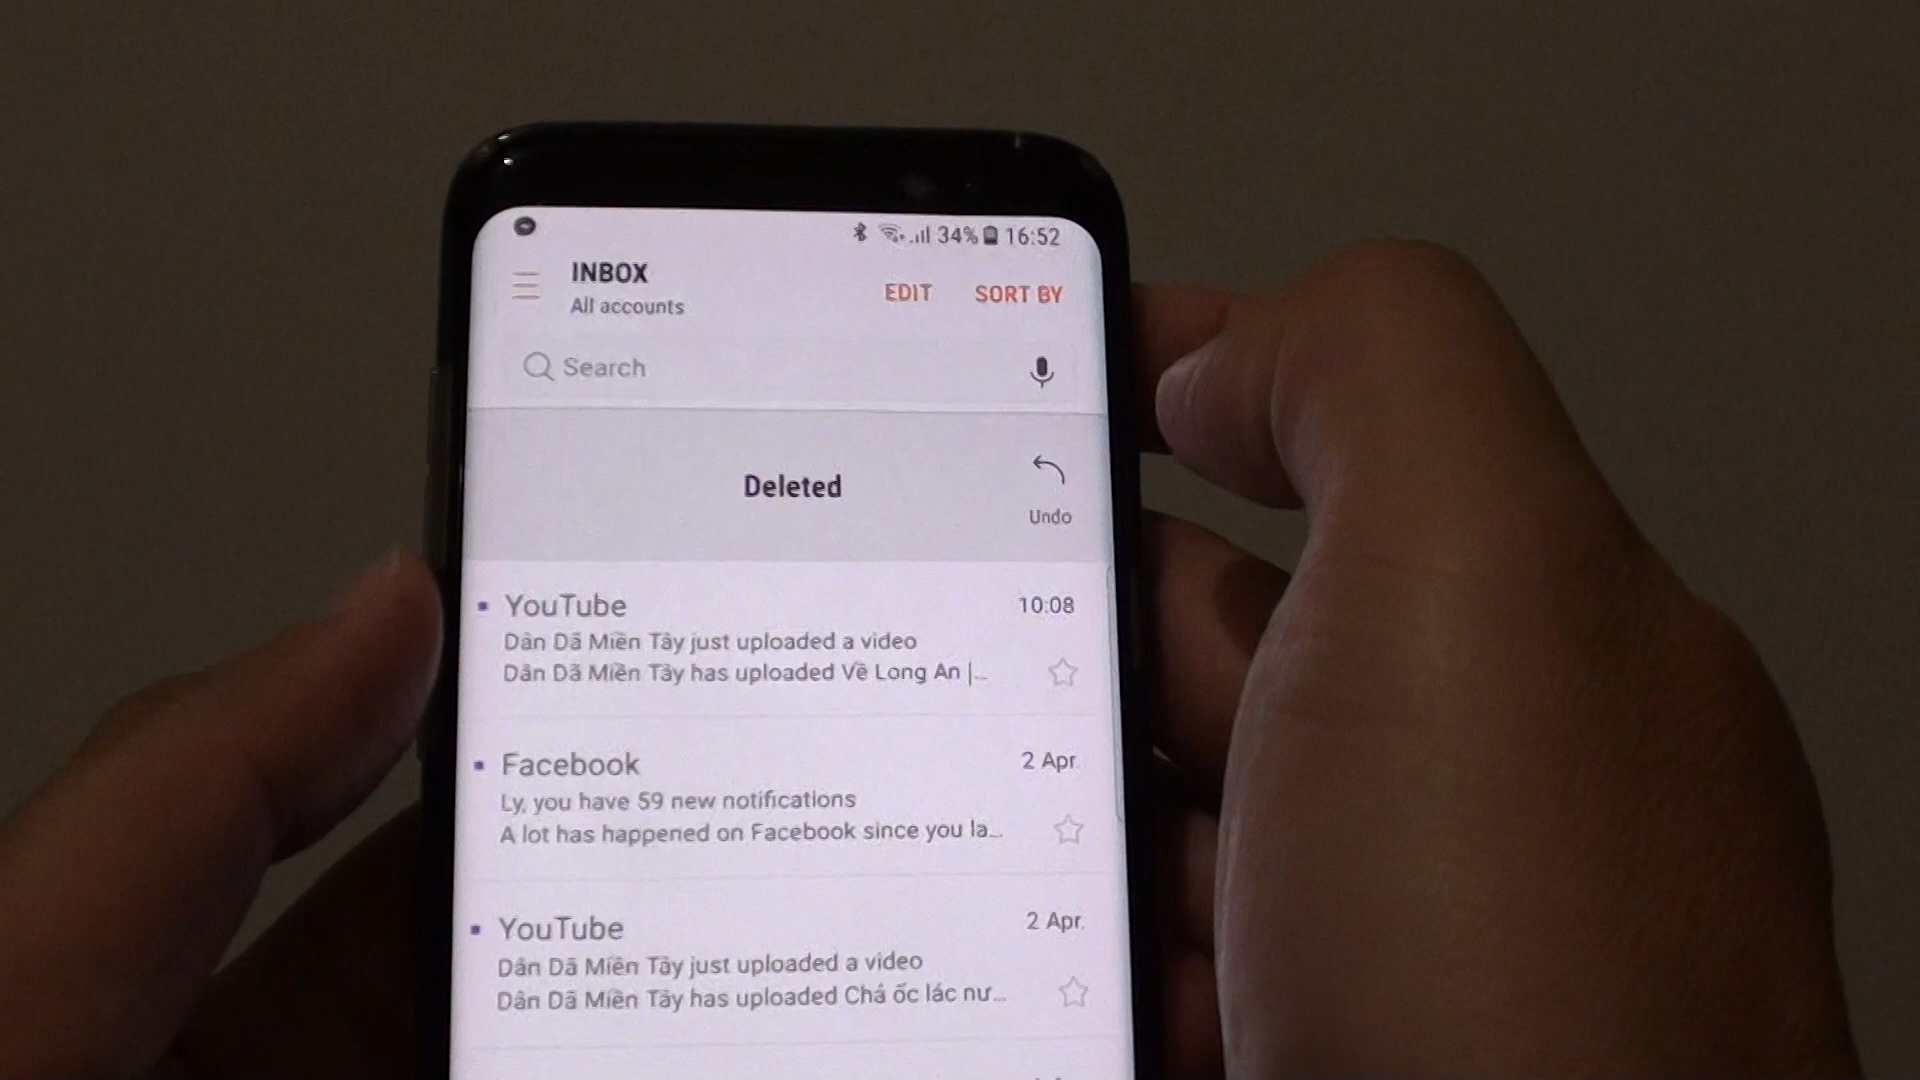 34% 16:52
INBOX
All accounts
EDIT
SORT BY
Search
Deleted
Undo
YouTube
10:08
Dân Dã Miền Tây just uploaded a video
Dân Dã Miền Tây has uploaded Về Long An |...
Facebook
2 Apr.
Ly, you have 59 new notifications
A lot has happened on Facebook since you la...
YouTube
2 Apr.
Dân Dã Miền Tây just uploaded a video
Dân Dã Miền Tây has uploaded Chả ốc lác nư...